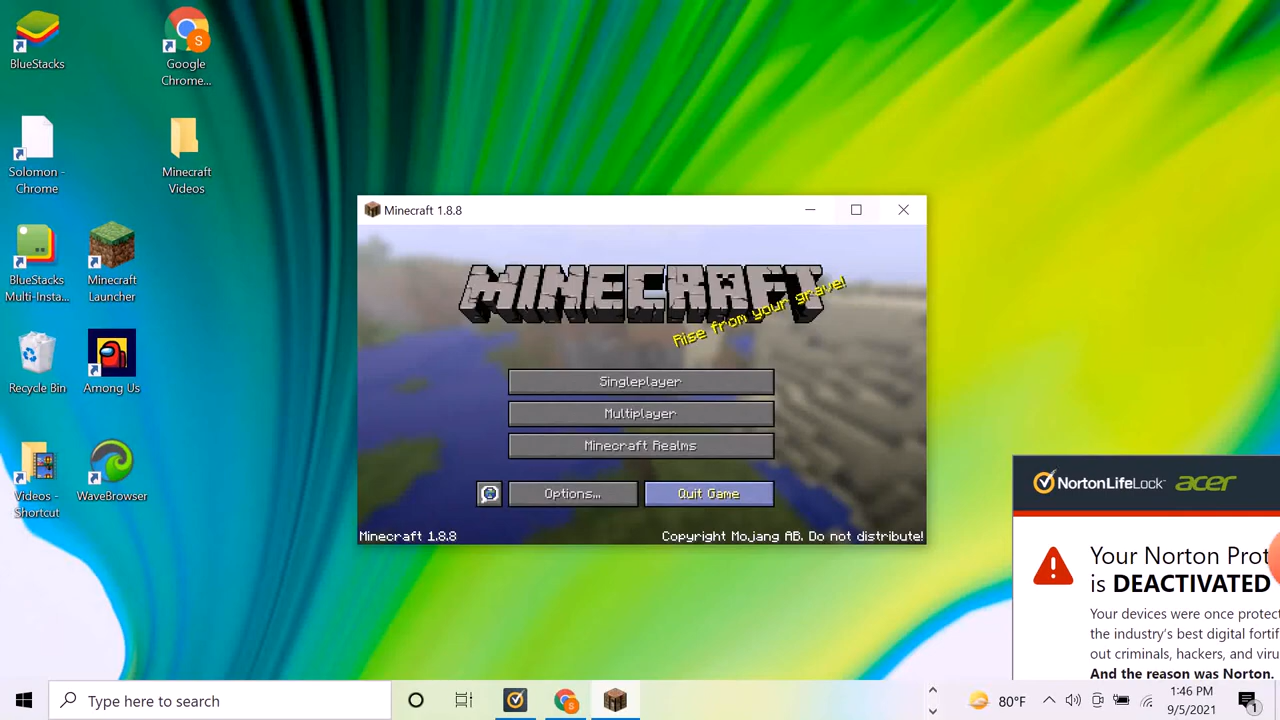 BlueStacks
Google
Chrome...
Solomon -
Chrome
Minecraft
Videos
BlueStacks
Multi-Insta...
Minecraft
Launcher
Recycle Bin
Among Us
Videos -
Shortcut
WaveBrowser
Minecraft 1.8.8
MINECRAFT
Rise from your grave!
Singleplayer
Multiplayer
Minecraft Realms
Options...
Quit Game
Minecraft 1.8.8
Copyright Mojang AB. Do not distribute!
NortonLifeLock acer
Your Norton Prot
is DEACTIVATED
Your devices were once protec
the industry's best digital fortif
out criminals, hackers, and viru
And the reason was Norton.
Type here to search
80°F
1:46 PM
9/5/2021
1